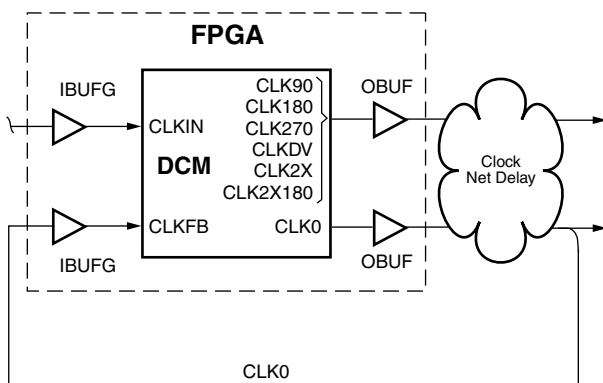 FPGA
IBUFG
CLK90
CLK180
CLK270
CLKDV
CLK2X
CLK2X180
OBUF
CLKIN
DCM
Clock
Net Delay
CLKFB
CLK0
IBUFG
OBUF
CLK0